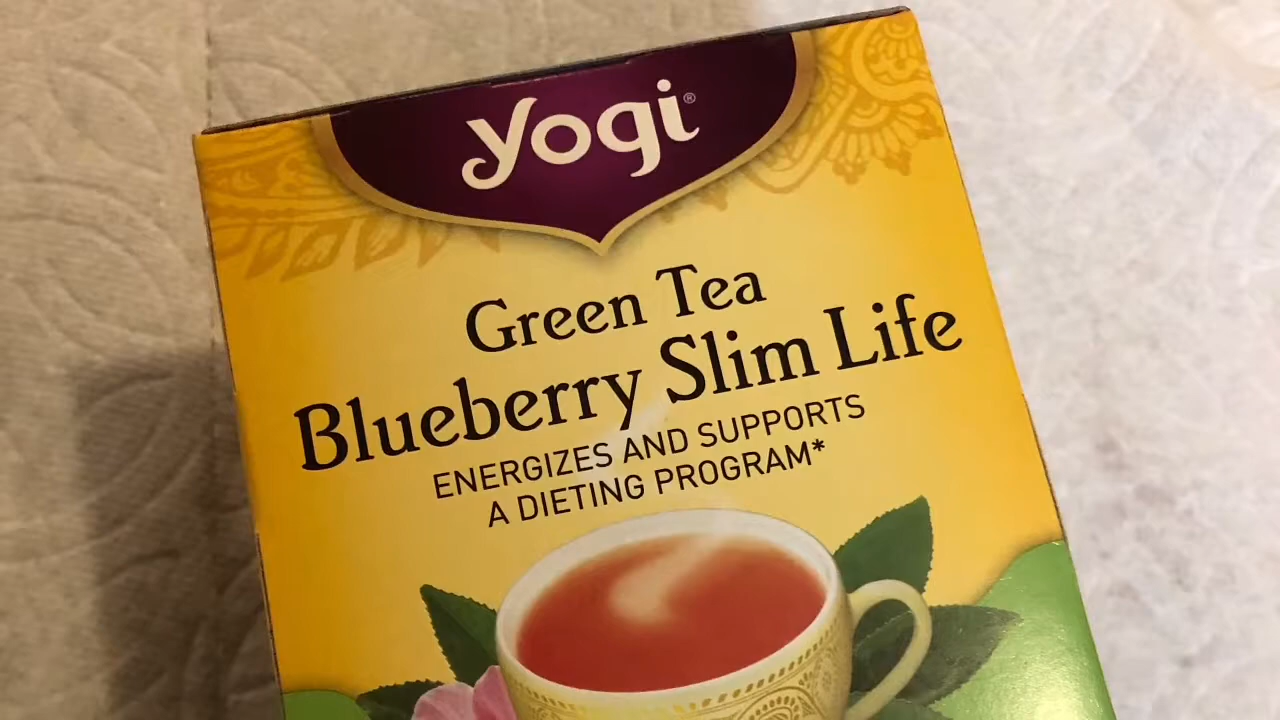 yogi®
Green Tea
Blueberry Slim Life
ENERGIZES AND SUPPORTS
A DIETING PROGRAM*